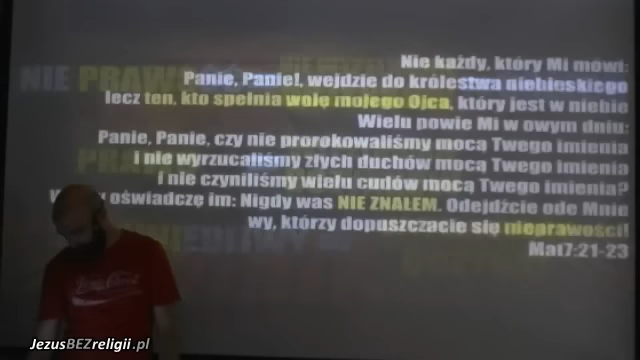 Nie każdy, który Mi mówi:
NIE PRAWOŚĆ
Panie, Panie!, wejdzie do królestwa niebieskiego
lecz ten, kto spełnia wolę mojego Ojca, który jest w niebie
Wielu powie Mi w owym dniu:
Panie, Panie, czy nie prorokowaliśmy mocą Twego imienia
i nie wyrzucaliśmy złych duchów mocą Twego imienia
i nie czyniliśmy wielu cudów mocą Twego imienia?
oświadczę im: Nigdy was NIE ZNAŁEM. Odejdźcie ode Mnie
wy, którzy dopuszczacie się nieprawości!
Mat7:21-23
JezusBEZreligii.pl